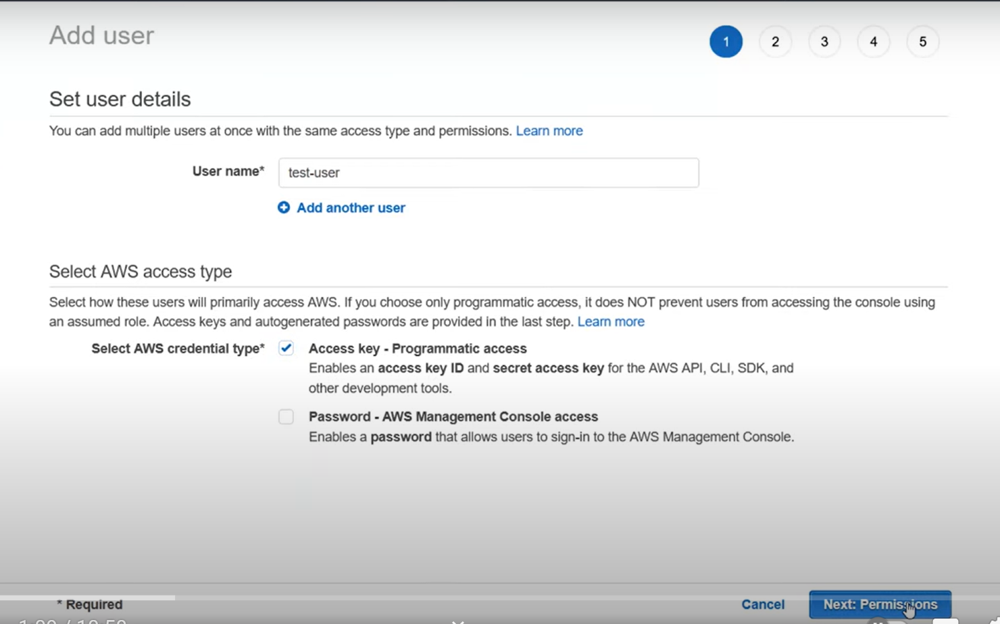 Add user
1 2 3 4 5
Set user details
You can add multiple users at once with the same access type and permissions. Learn more
User name* test-user
Add another user
Select AWS access type
Select how these users will primarily access AWS. If you choose only programmatic access, it does NOT prevent users from accessing the console using
an assumed role. Access keys and autogenerated passwords are provided in the last step. Learn more
Select AWS credential type* Access key - Programmatic access
Enables an access key ID and secret access key for the AWS API, CLI, SDK, and
other development tools.
Password - AWS Management Console access
Enables a password that allows users to sign-in to the AWS Management Console.
* Required Cancel Next: Permissions